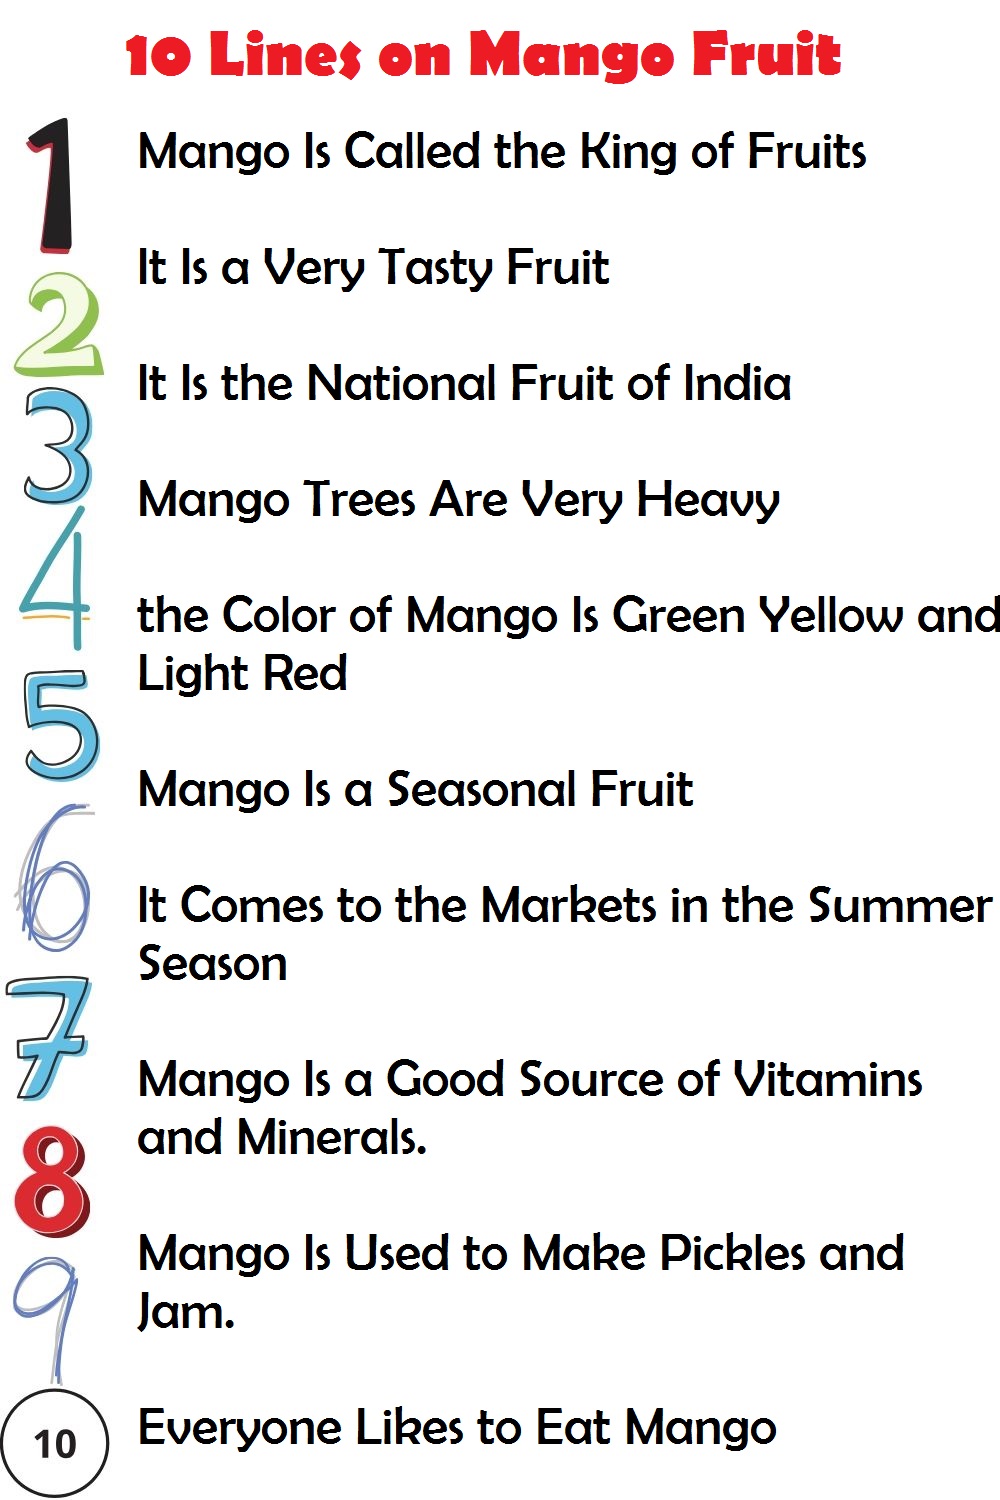 10 Lines on Mango Fruit
1
Mango Is Called the King of Fruits
2
It Is a Very Tasty Fruit
3
It Is the National Fruit of India
4
Mango Trees Are Very Heavy
5
the Color of Mango Is Green Yellow and
Light Red
6
Mango Is a Seasonal Fruit
7
It Comes to the Markets in the Summer
Season
8
Mango Is a Good Source of Vitamins
and Minerals.
9
Mango Is Used to Make Pickles and
Jam.
10
Everyone Likes to Eat Mango